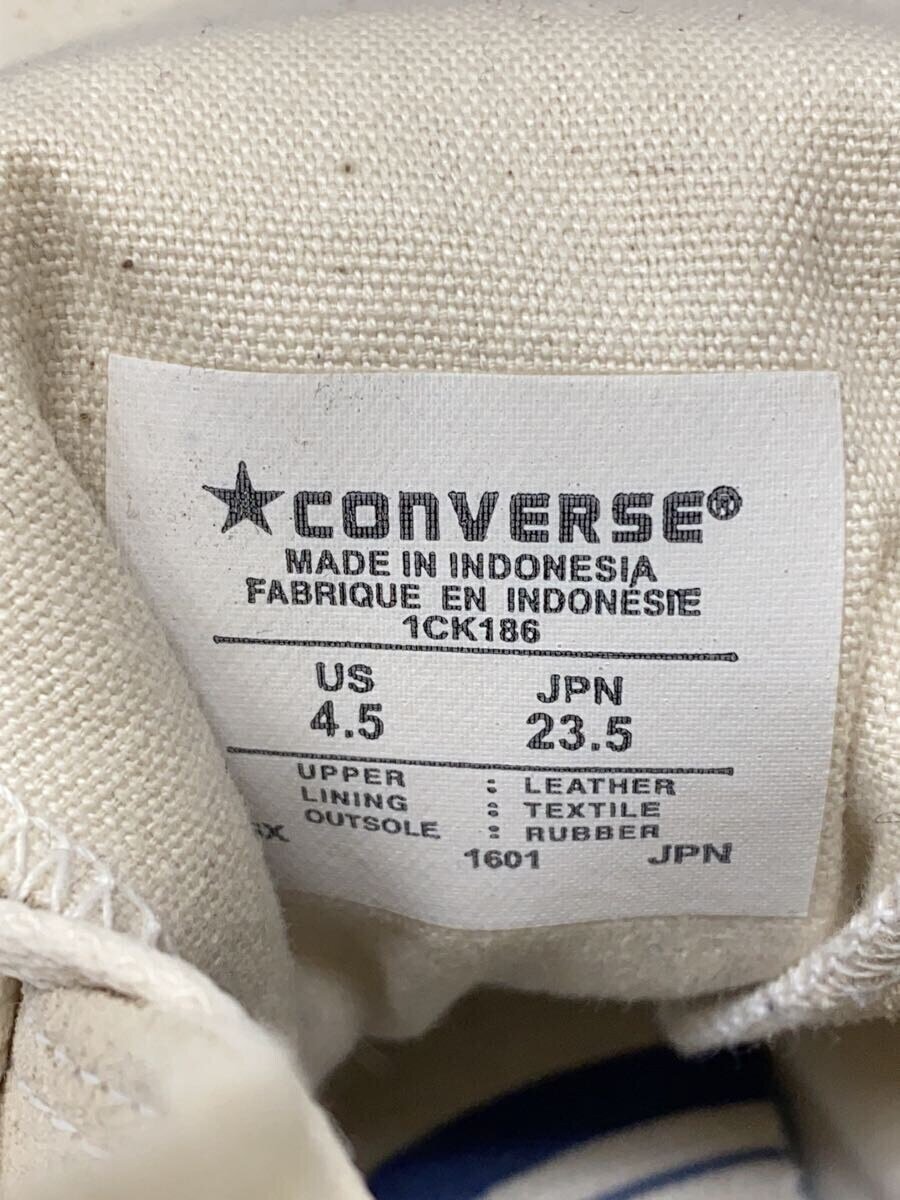 CONVERSE®
MADE IN INDONESIA
FABRIQUE EN INDONÉSIE
1CK186
US JPN
4.5 23.5
UPPER : LEATHER
LINING : TEXTILE
OUTSOLE : RUBBER
1601 JPN